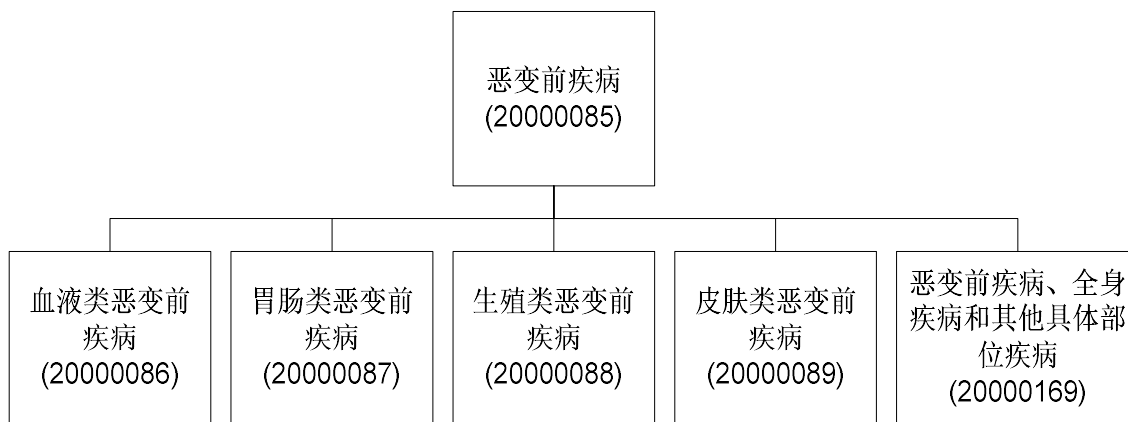 恶变前疾病
(20000085)
血液类恶变前
疾病
(20000086)
胃肠类恶变前
疾病
(20000087)
生殖类恶变前
疾病
(20000088)
皮肤类恶变前
疾病
(20000089)
恶变前疾病、全身
疾病和其他具体部
位疾病
(20000169)